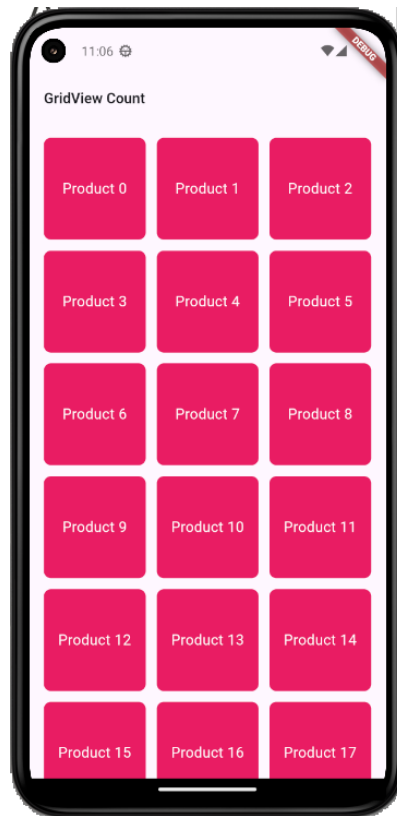 11:06
DEBUG
GridView Count
Product 0 Product 1 Product 2
Product 3 Product 4 Product 5
Product 6 Product 7 Product 8
Product 9 Product 10 Product 11
Product 12 Product 13 Product 14
Product 15 Product 16 Product 17